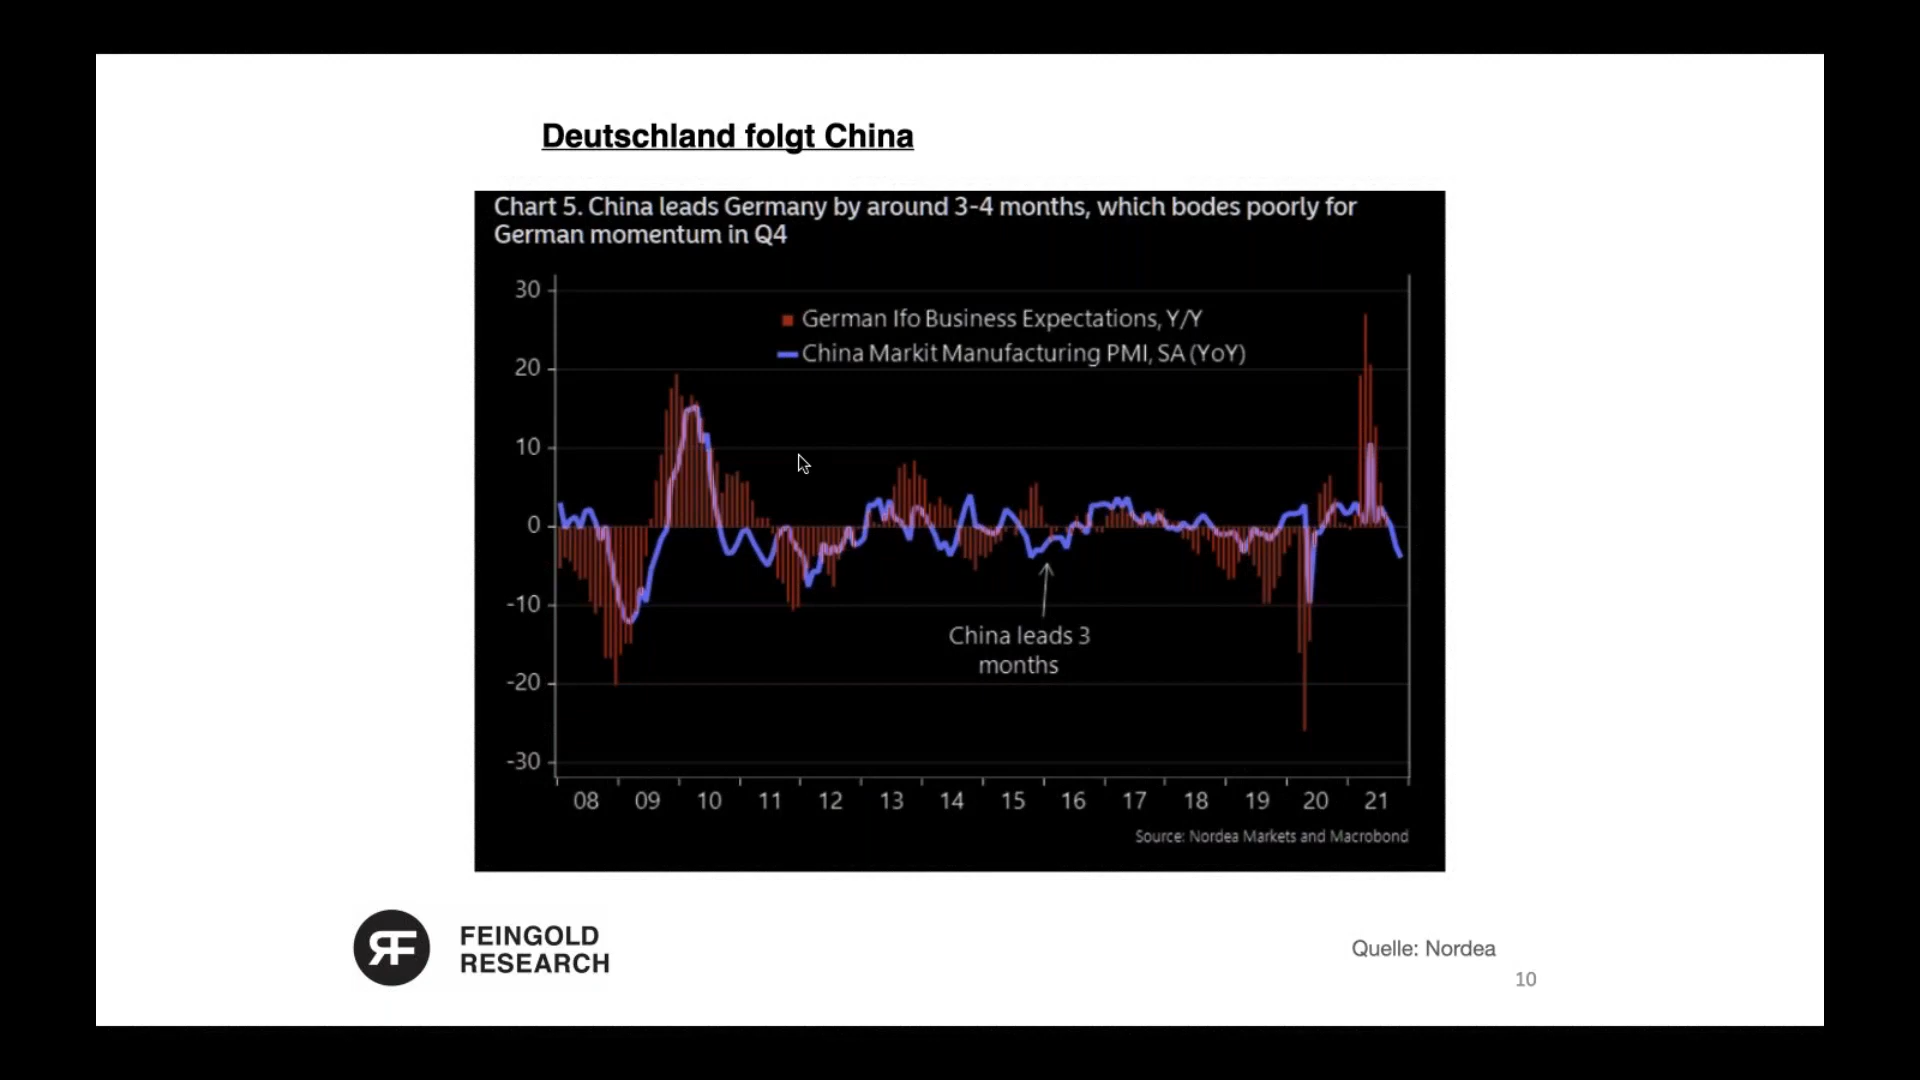 Deutschland folgt China
Chart 5. China leads Germany by around 3-4 months, which bodes poorly for
German momentum in Q4
30
20
10
0
-10
-20
-30
German Ifo Business Expectations, Y/Y
China Markit Manufacturing PMI, SA (YoY)
China leads 3
months
08 09 10 11 12 13 14 15 16 17 18 19 20 21
Source: Nordea Markets and Macrobond
RF
FEINGOLD
RESEARCH
Quelle: Nordea
10